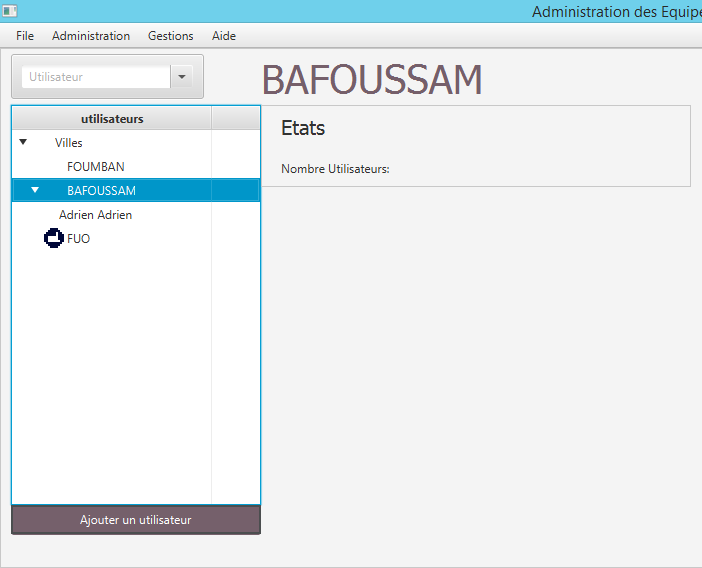 Administration des Equipe
File Administration Gestions Aide
Utilisateur
BAFOUSSAM
utilisateurs
Villes
FOUMBAN
BAFOUSSAM
Adrien Adrien
FUO
Etats
Nombre Utilisateurs:
Ajouter un utilisateur